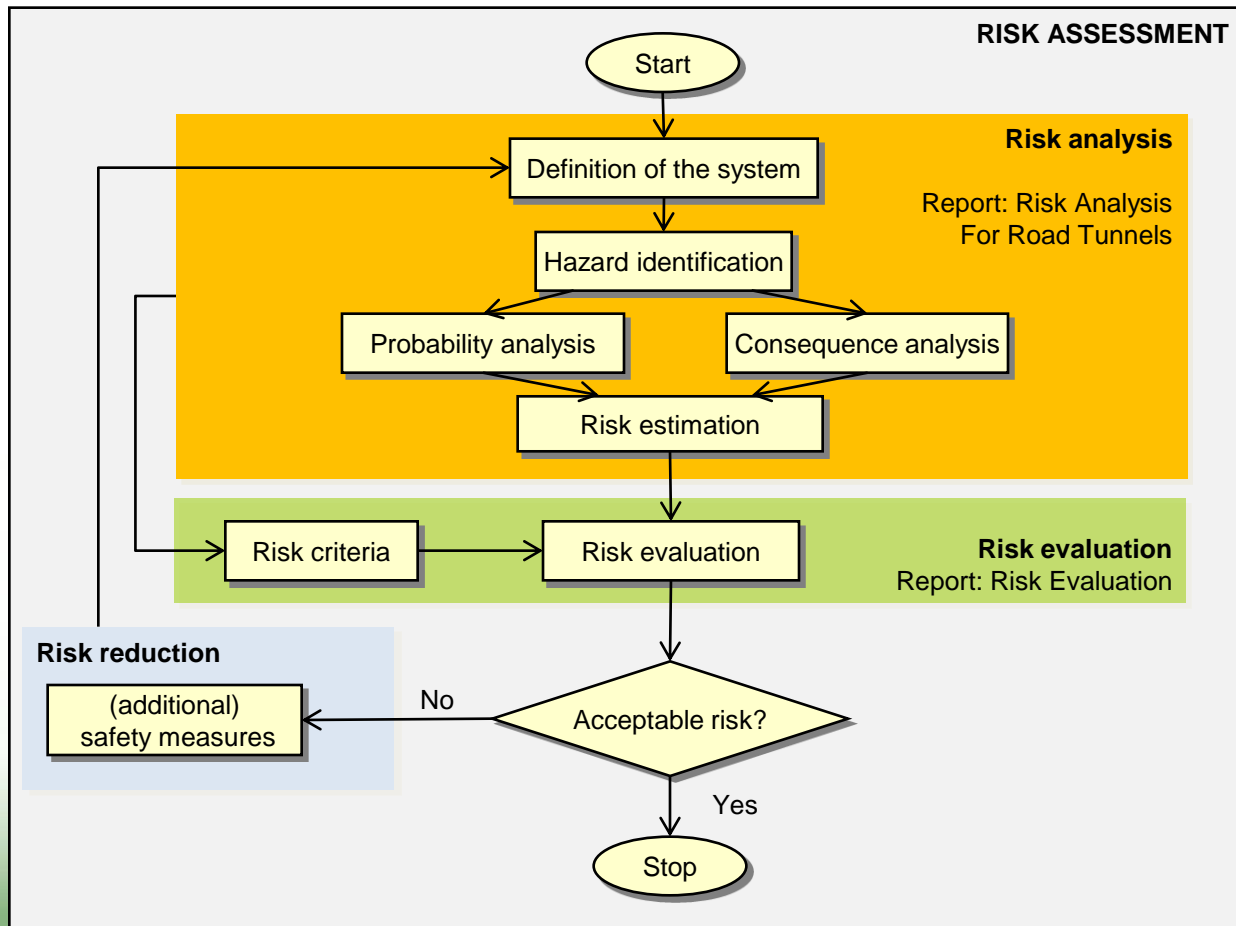 RISK ASSESSMENT
Start
Risk analysis
Definition of the system
Report: Risk Analysis
For Road Tunnels
Hazard identification
Probability analysis
Consequence analysis
Risk estimation
Risk criteria
Risk evaluation
Risk evaluation
Report: Risk Evaluation
Risk reduction
(additional)
safety measures
No
Acceptable risk?
Yes
Stop